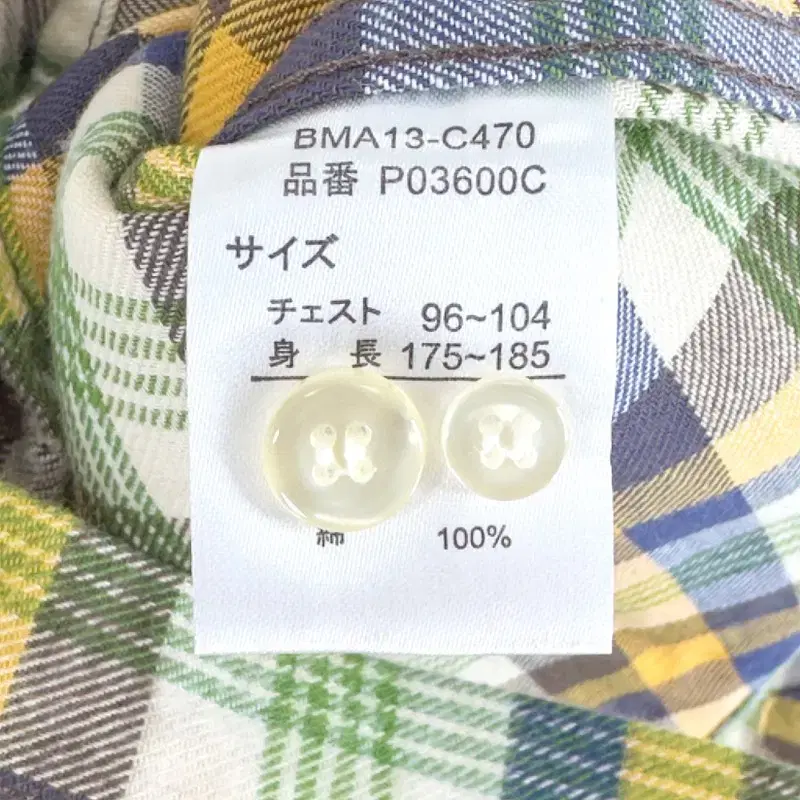 BMA13-C470
品番 P03600C
サイズ
チェスト 96~104
身 長 175~185
綿 100%